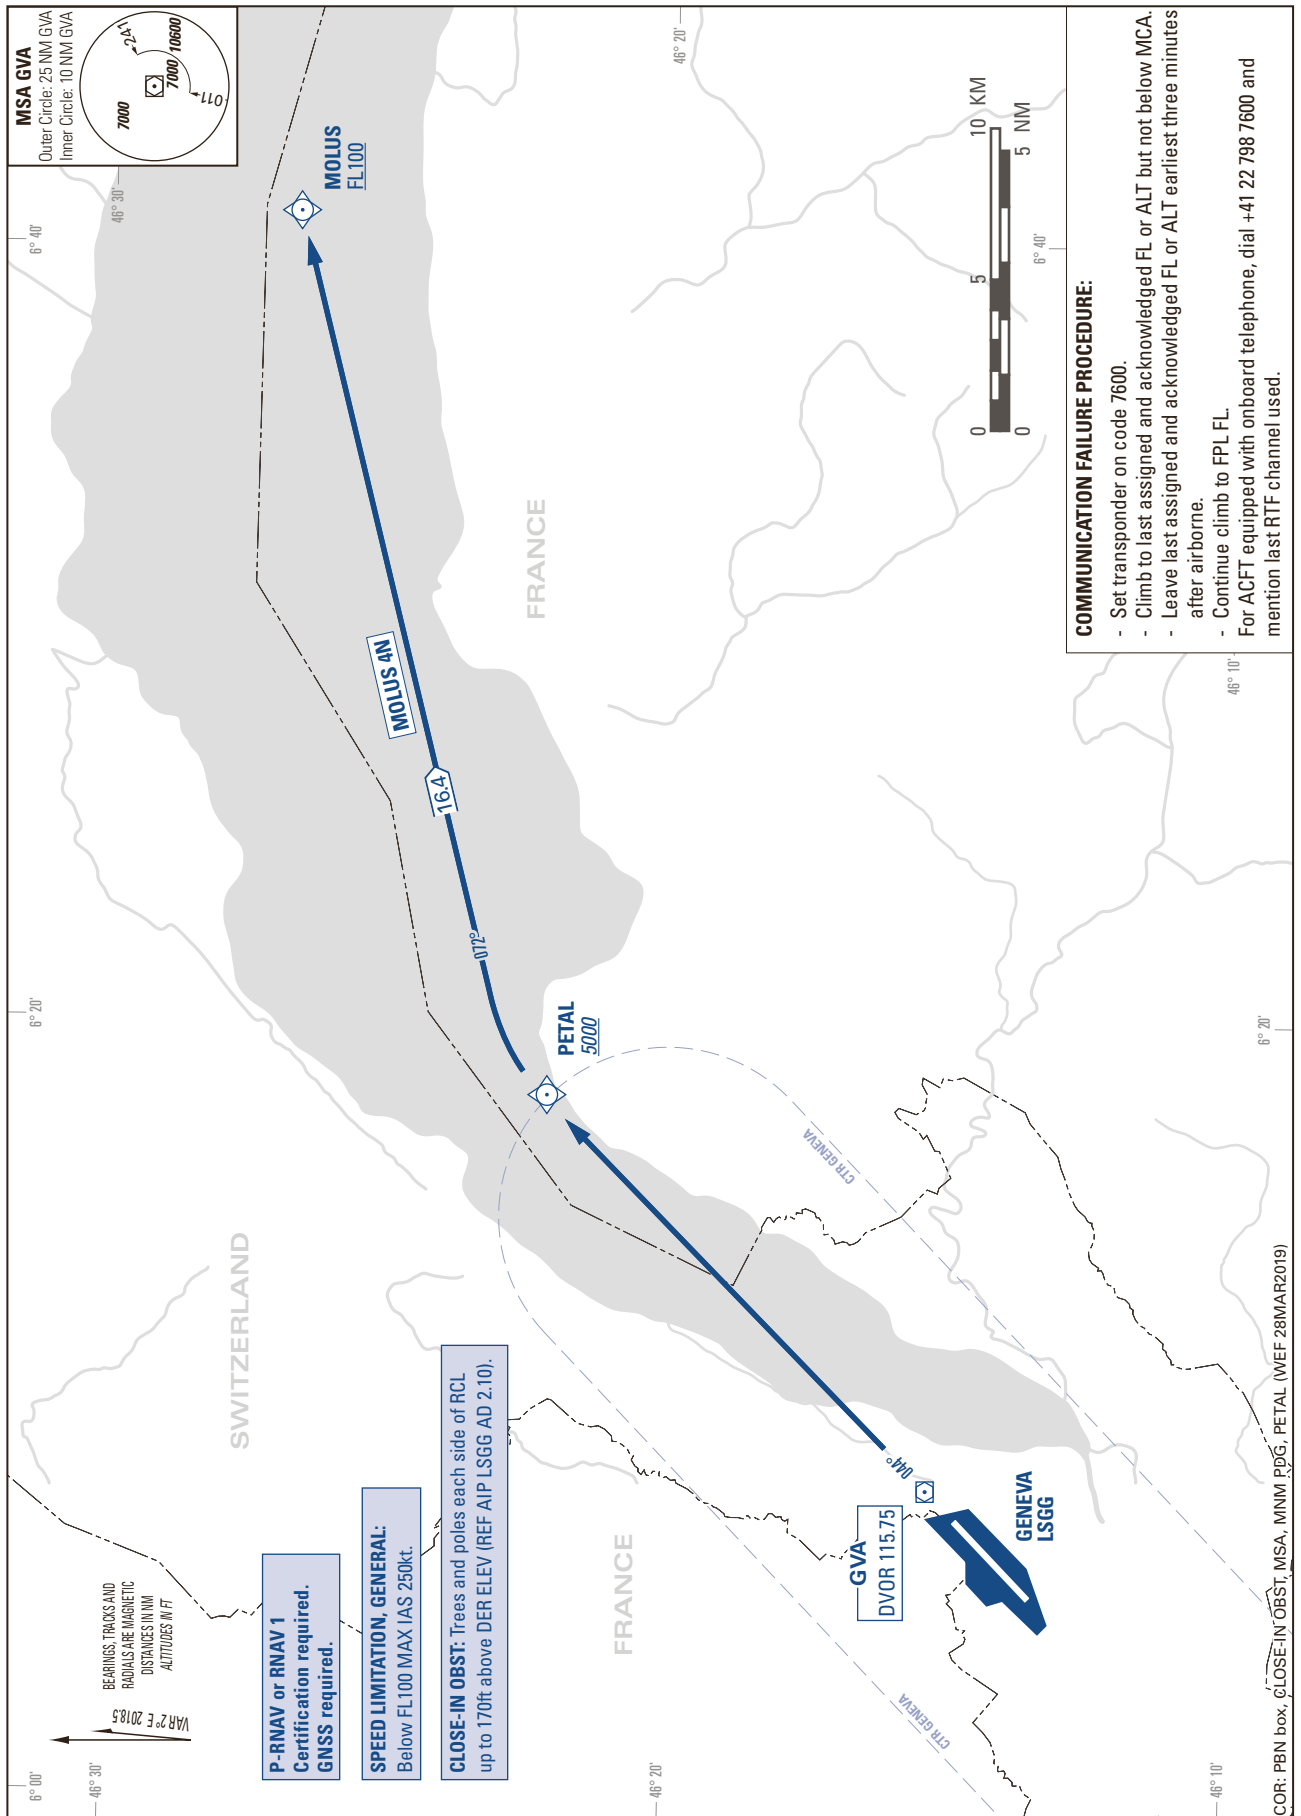 6° 00'
6° 20'
6° 40'
46° 30'
46° 30'
VAR 2° E 2018.5
BEARINGS, TRACKS AND
RADIALS ARE MAGNETIC
DISTANCES IN NM
ALTITUDES IN FT
MSA GVA
Outer Circle: 25 NM GVA
Inner Circle: 10 NM GVA
7000
7000
10600
241
011
P-RNAV or RNAV 1
Certification required.
GNSS required.
SPEED LIMITATION, GENERAL:
Below FL100 MAX IAS 250kt.
CLOSE-IN OBST: Trees and poles each side of RCL
up to 170ft above DER ELEV (REF AIP LSGG AD 2.10).
SWITZERLAND
MOLUS
FL100
MOLUS 4N
16.4
072°
PETAL
5000
FRANCE
FRANCE
CTR GENEVA
CTR GENEVA
044°
GVA
DVOR 115.75
GENEVA
LSGG
46° 20'
46° 20'
0 5 10 KM
0 5 NM
6° 40'
6° 20'
46° 10'
46° 10'
COMMUNICATION FAILURE PROCEDURE:
- Set transponder on code 7600.
- Climb to last assigned and acknowledged FL or ALT but not below MCA.
- Leave last assigned and acknowledged FL or ALT earliest three minutes
after airborne.
- Continue climb to FPL FL.
For ACFT equipped with onboard telephone, dial +41 22 798 7600 and
mention last RTF channel used.
COR: PBN box, CLOSE-IN OBST, MSA, MNM PDG, PETAL (WEF 28MAR2019)